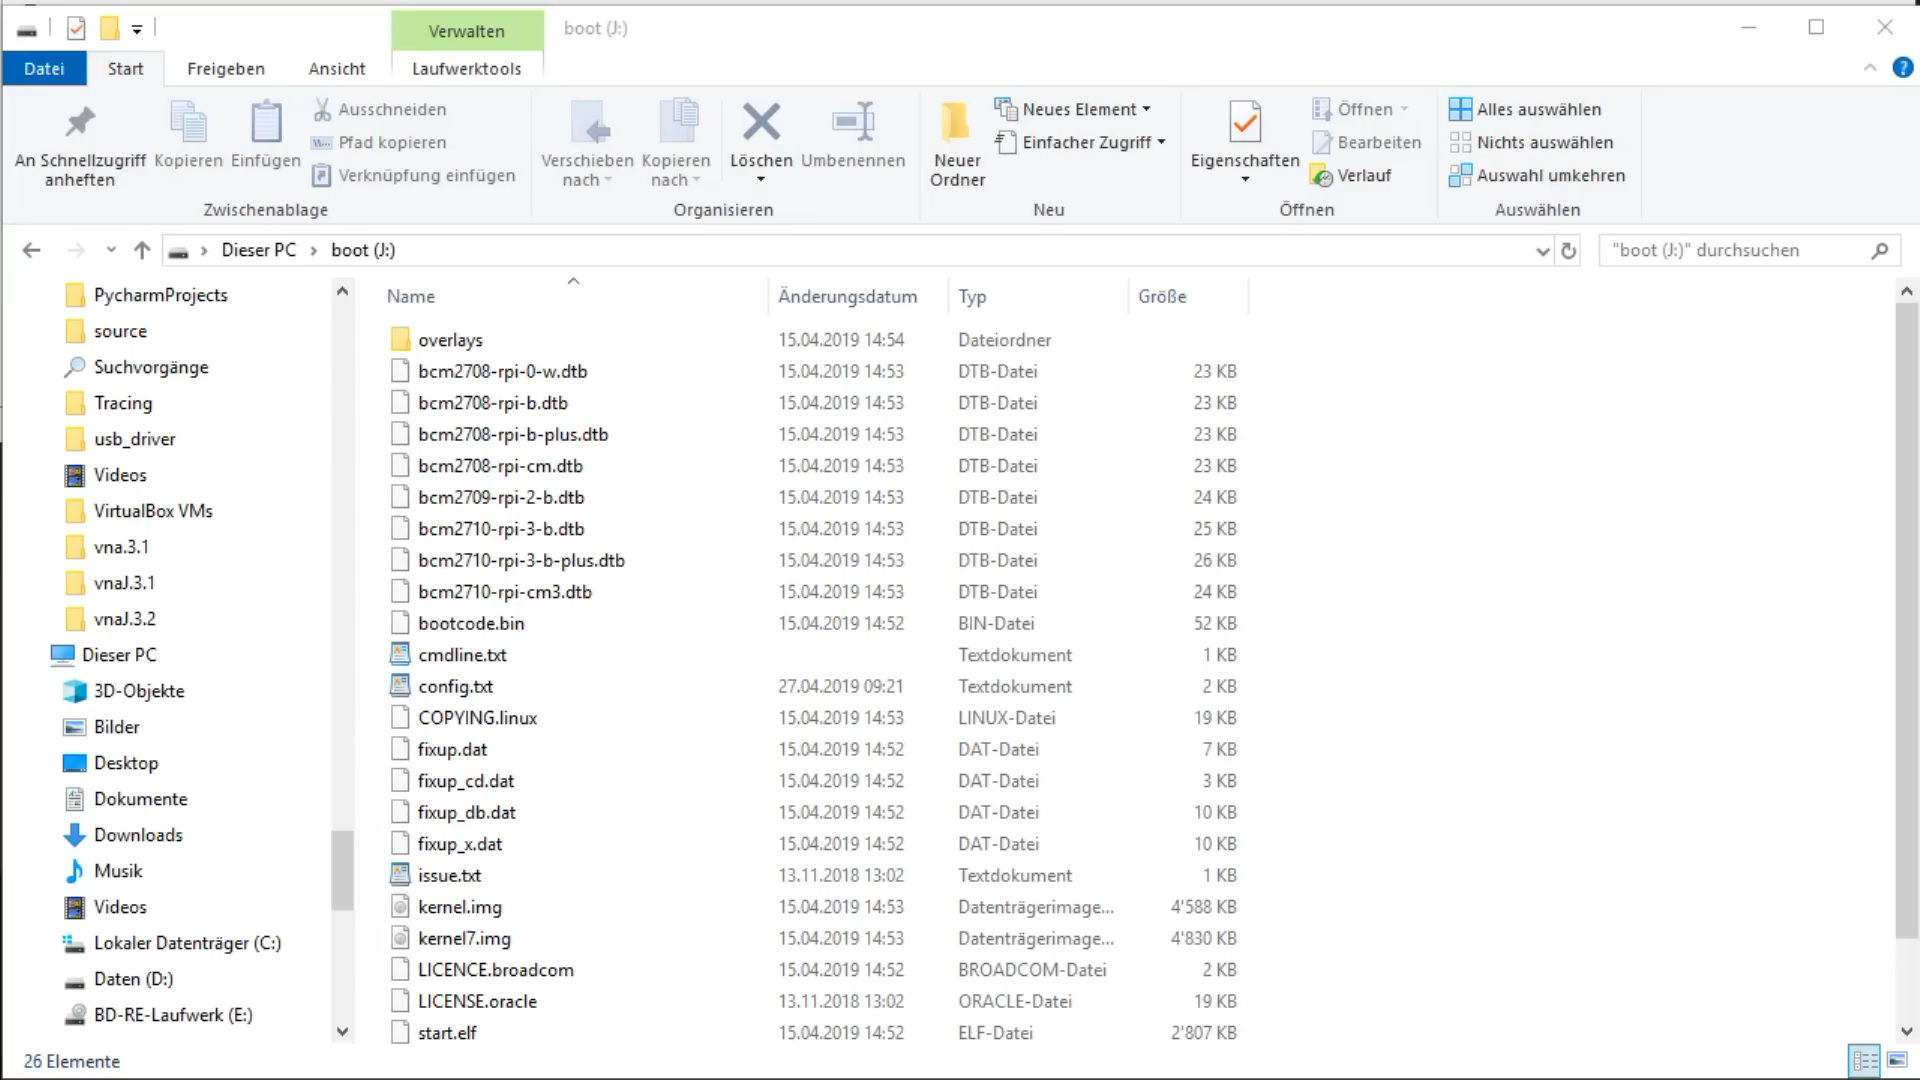 Verwalten
boot (J:)
Datei
Start
Freigeben
Ansicht
Laufwerktools
An Schnellzugriff anheften
Kopieren
Einfügen
Ausschneiden
Pfad kopieren
Verknüpfung einfügen
Zwischenablage
Verschieben nach
Kopieren nach
Löschen
Umbenennen
Organisieren
Neuer Ordner
Neues Element
Einfacher Zugriff
Neu
Eigenschaften
Öffnen
Bearbeiten
Verlauf
Öffnen
Alles auswählen
Nichts auswählen
Auswahl umkehren
Auswählen
Dieser PC > boot (J:)
"boot (J:)" durchsuchen
PycharmProjects
source
Suchvorgänge
Tracing
usb_driver
Videos
VirtualBox VMs
vna.3.1
vnaJ.3.1
vnaJ.3.2
Dieser PC
3D-Objekte
Bilder
Desktop
Dokumente
Downloads
Musik
Videos
Lokaler Datenträger (C:)
Daten (D:)
BD-RE-Laufwerk (E:)
Name Änderungsdatum Typ Größe
overlays 15.04.2019 14:54 Dateiordner
bcm2708-rpi-0-w.dtb 15.04.2019 14:53 DTB-Datei 23 KB
bcm2708-rpi-b.dtb 15.04.2019 14:53 DTB-Datei 23 KB
bcm2708-rpi-b-plus.dtb 15.04.2019 14:53 DTB-Datei 23 KB
bcm2708-rpi-cm.dtb 15.04.2019 14:53 DTB-Datei 23 KB
bcm2709-rpi-2-b.dtb 15.04.2019 14:53 DTB-Datei 24 KB
bcm2710-rpi-3-b.dtb 15.04.2019 14:53 DTB-Datei 25 KB
bcm2710-rpi-3-b-plus.dtb 15.04.2019 14:53 DTB-Datei 26 KB
bcm2710-rpi-cm3.dtb 15.04.2019 14:53 DTB-Datei 24 KB
bootcode.bin 15.04.2019 14:52 BIN-Datei 52 KB
cmdline.txt Textdokument 1 KB
config.txt 27.04.2019 09:21 Textdokument 2 KB
COPYING.linux 15.04.2019 14:53 LINUX-Datei 19 KB
fixup.dat 15.04.2019 14:52 DAT-Datei 7 KB
fixup_cd.dat 15.04.2019 14:52 DAT-Datei 3 KB
fixup_db.dat 15.04.2019 14:52 DAT-Datei 10 KB
fixup_x.dat 15.04.2019 14:52 DAT-Datei 10 KB
issue.txt 13.11.2018 13:02 Textdokument 1 KB
kernel.img 15.04.2019 14:53 Datenträgerimage... 4'588 KB
kernel7.img 15.04.2019 14:53 Datenträgerimage... 4'830 KB
LICENCE.broadcom 15.04.2019 14:52 BROADCOM-Datei 2 KB
LICENSE.oracle 13.11.2018 13:02 ORACLE-Datei 19 KB
start.elf 15.04.2019 14:52 ELF-Datei 2'807 KB
26 Elemente